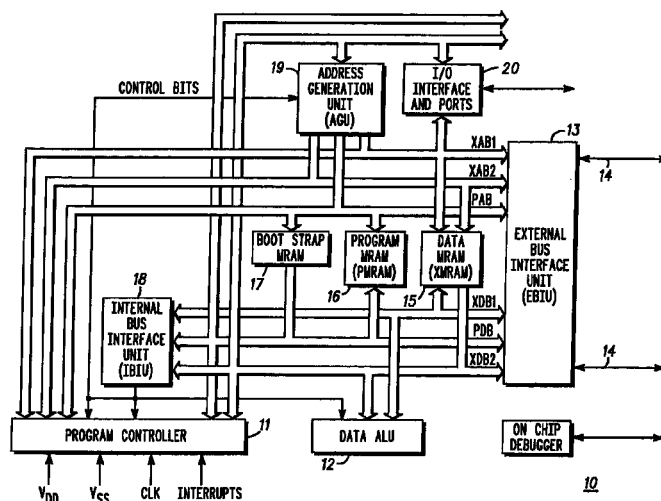 CONTROL BITS
19
ADDRESS
GENERATION
UNIT
(AGU)
I/O
INTERFACE
AND PORTS
20
13
XAB1
14
XAB2
PAB
BOOT STRAP
MRAM
17
PROGRAM
MRAM
(PMRAM)
16
DATA
MRAM
(XMRAM)
15
EXTERNAL
BUS
INTERFACE
UNIT
(EBIU)
18
INTERNAL
BUS
INTERFACE
UNIT
(IBIU)
XDB1
PDB
XDB2
14
PROGRAM CONTROLLER
11
DATA ALU
12
ON CHIP
DEBUGGER
VDD
VSS
CLK
INTERRUPTS
10